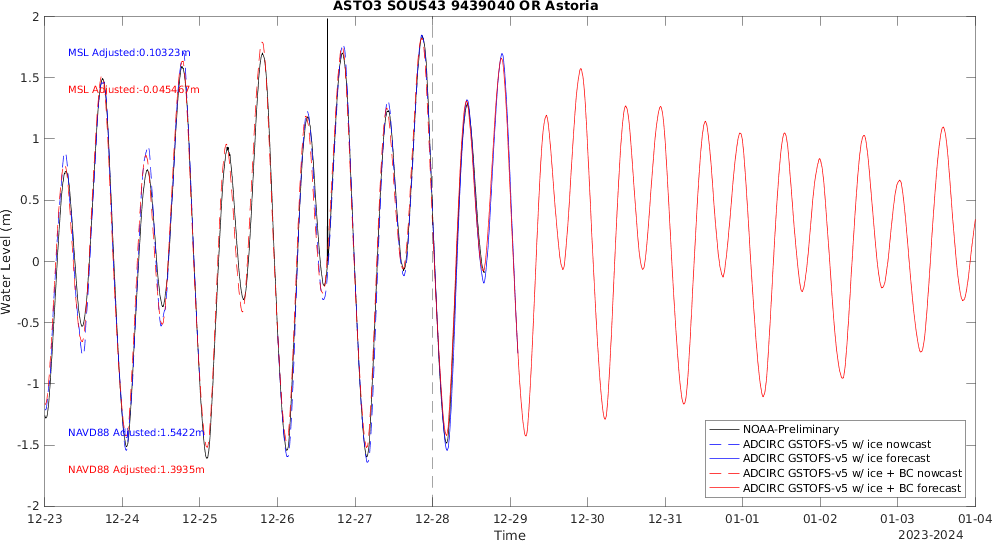 ASTO3 SOUS43 9439040 OR Astoria
2
1.5
1
0.5
0
-0.5
-1
-1.5
-2
Water Level (m)
MSL Adjusted:0.10323m
MSL Adjusted:-0.045467m
NAVD88 Adjusted:1.5422m
NAVD88 Adjusted:1.3935m
NOAA-Preliminary
ADCIRC GSTOFS-v5 w/ ice nowcast
ADCIRC GSTOFS-v5 w/ ice forecast
ADCIRC GSTOFS-v5 w/ ice + BC nowcast
ADCIRC GSTOFS-v5 w/ ice + BC forecast
12-23 12-24 12-25 12-26 12-27 12-28 12-29 12-30 12-31 01-01 01-02 01-03 01-04
Time
2023-2024